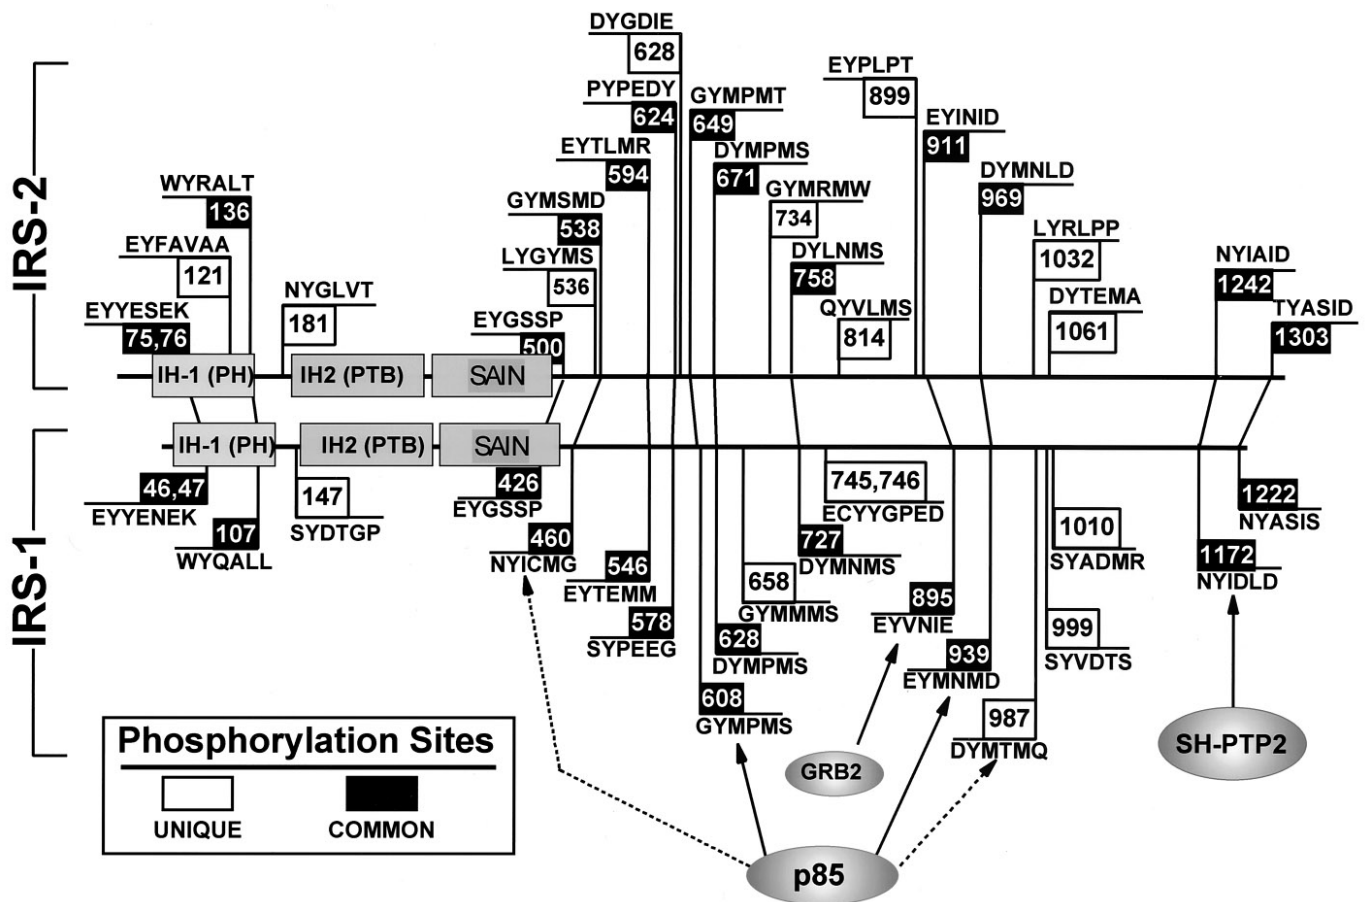 IRS-2
DYGDIE
628
PYPEDY
624
EYTLMR
594
GYMSMD
538
LYGYMS
536
EYGSSP
500
WYRALT
136
EYFAVAA
121
EYYESEK
75,76
NYGLVT
181
GYMPMT
649
DYMPMS
671
GYMRMW
734
DYLNMS
758
QYVLMS
814
EYPLPT
899
EYINID
911
DYMNLD
969
LYRLPP
1032
DYTEMA
1061
NYIAID
1242
TYASID
1303
IH-1 (PH)
IH2 (PTB)
SAIN
IRS-1
IH-1 (PH)
IH2 (PTB)
SAIN
46,47
EYYENEK
107
WYQALL
147
SYDTGP
426
EYGSSP
460
NYICMG
546
EYTEMM
578
SYPEEG
608
GYMPMS
628
DYMPMS
658
GYMMMS
727
DYMNMS
745,746
ECYYGPED
895
EYVNIE
939
EYMNMD
987
DYMTMQ
999
SYVDTS
1010
SYADMR
1172
NYIDLD
1222
NYASIS
GRB2
p85
SH-PTP2
Phosphorylation Sites
UNIQUE
COMMON